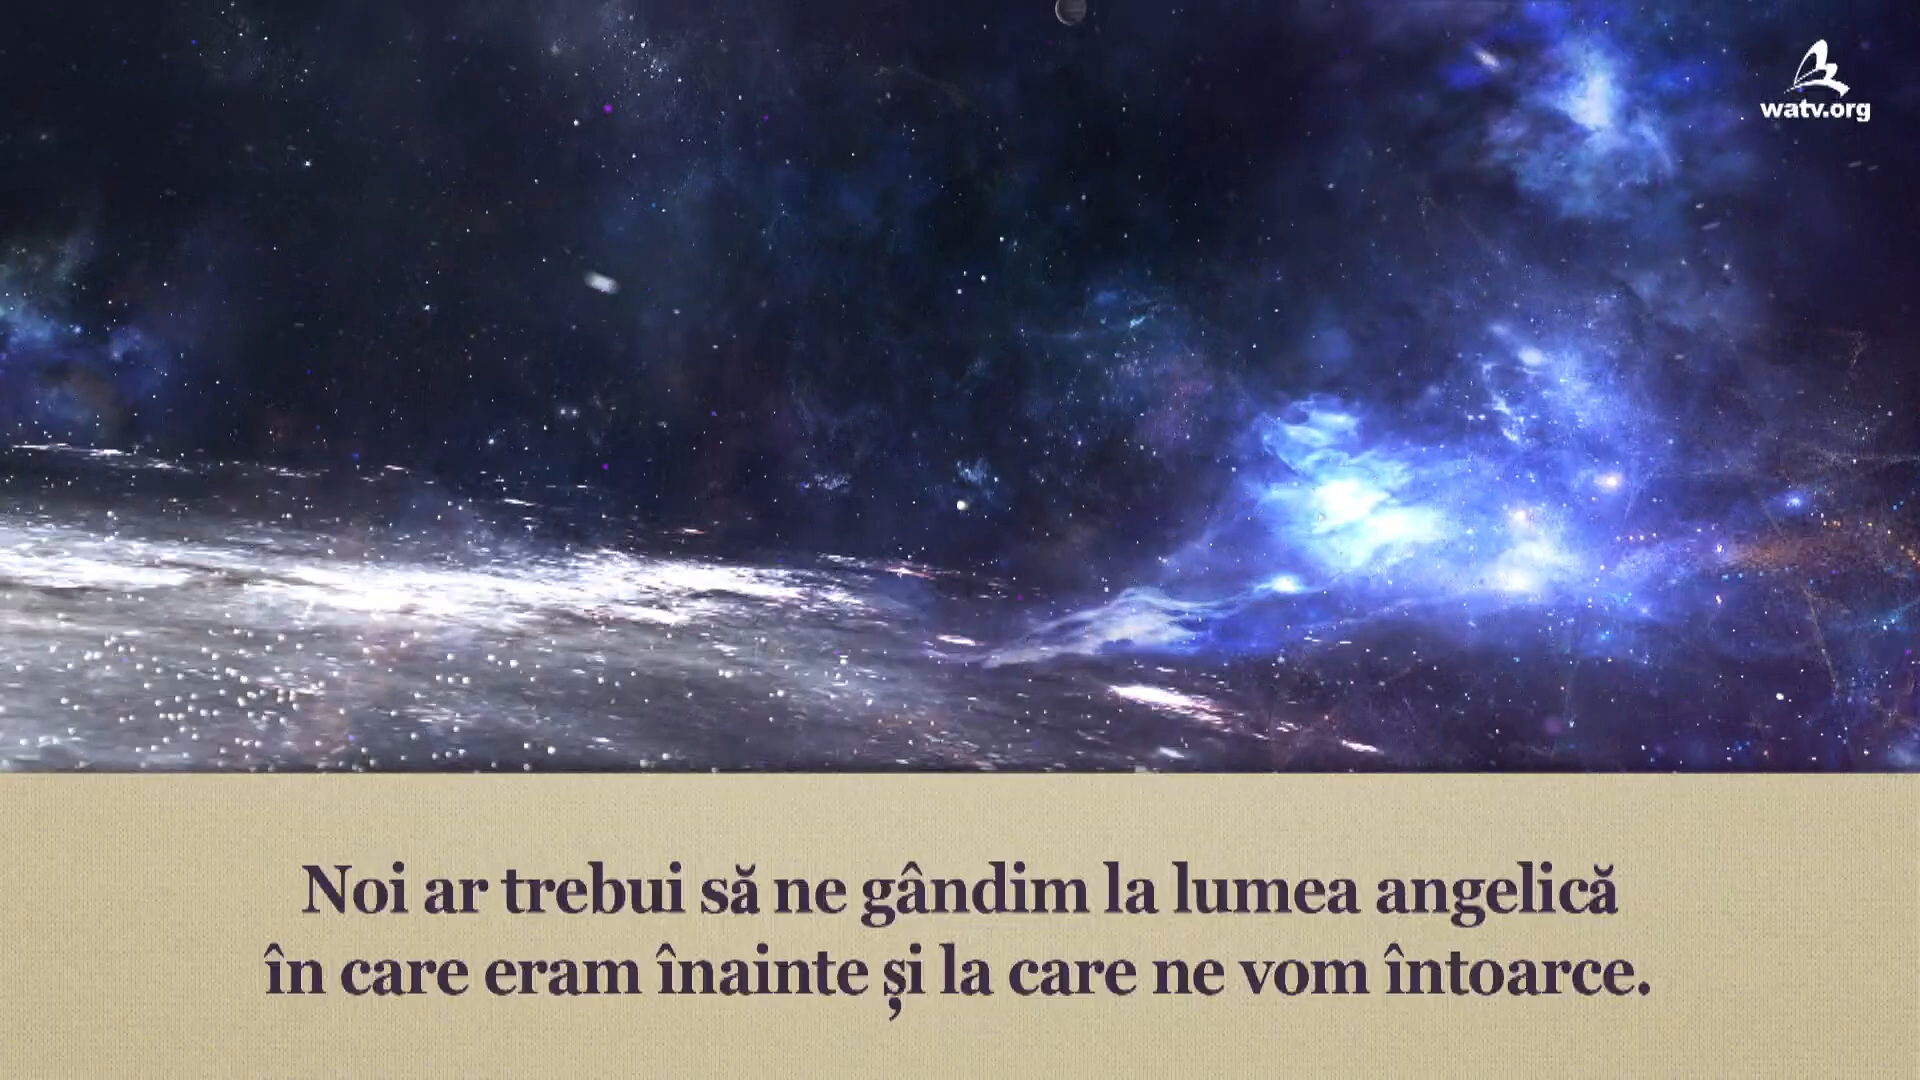 watv.org
Noi ar trebui să ne gândim la lumea angelică
în care eram înainte și la care ne vom întoarce.